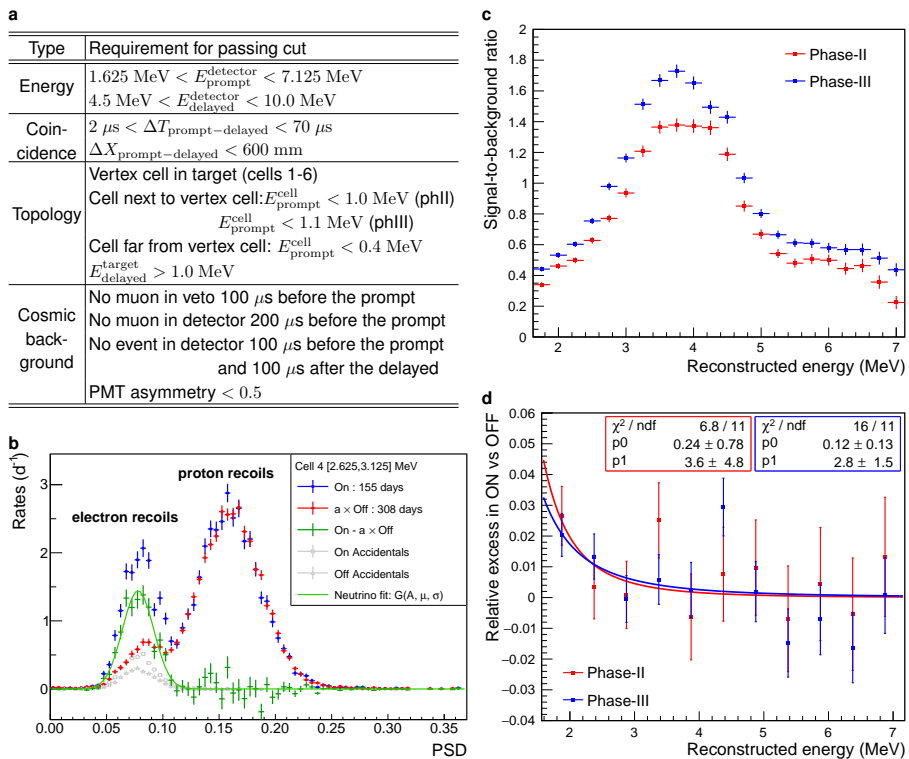 a
Type Requirement for passing cut
Energy
1.625 MeV < E_prompt^detector < 7.125 MeV
4.5 MeV < E_delayed^detector < 10.0 MeV
Coin-
cidence
2 μs < ΔT_prompt−delayed < 70 μs
ΔX_prompt−delayed < 600 mm
Topology
Vertex cell in target (cells 1-6)
Cell next to vertex cell:E_prompt^cell < 1.0 MeV (phII)
E_prompt^cell < 1.1 MeV (phIII)
Cell far from vertex cell: E_prompt^cell < 0.4 MeV
E_delayed^target > 1.0 MeV
Cosmic
back-
ground
No muon in veto 100 μs before the prompt
No muon in detector 200 μs before the prompt
No event in detector 100 μs before the prompt
and 100 μs after the delayed
PMT asymmetry < 0.5
b
Rates (d⁻¹)
3
2
1
0
electron recoils
proton recoils
Cell 4 [2.625,3.125] MeV
On : 155 days
a × Off : 308 days
On - a × Off
On Accidentals
Off Accidentals
Neutrino fit: G(A, μ, σ)
0.00 0.05 0.10 0.15 0.20 0.25 0.30 0.35
PSD
c
Signal-to-background ratio
2
1.8
1.6
1.4
1.2
1
0.8
0.6
0.4
0.2
0
Phase-II
Phase-III
2 3 4 5 6 7
Reconstructed energy (MeV)
d
Relative excess in ON vs OFF
0.06
0.05
0.04
0.03
0.02
0.01
0
−0.01
−0.02
−0.03
−0.04
χ² / ndf 6.8 / 11
p0 0.24 ± 0.78
p1 3.6 ± 4.8
χ² / ndf 16 / 11
p0 0.12 ± 0.13
p1 2.8 ± 1.5
Phase-II
Phase-III
2 3 4 5 6 7
Reconstructed energy (MeV)